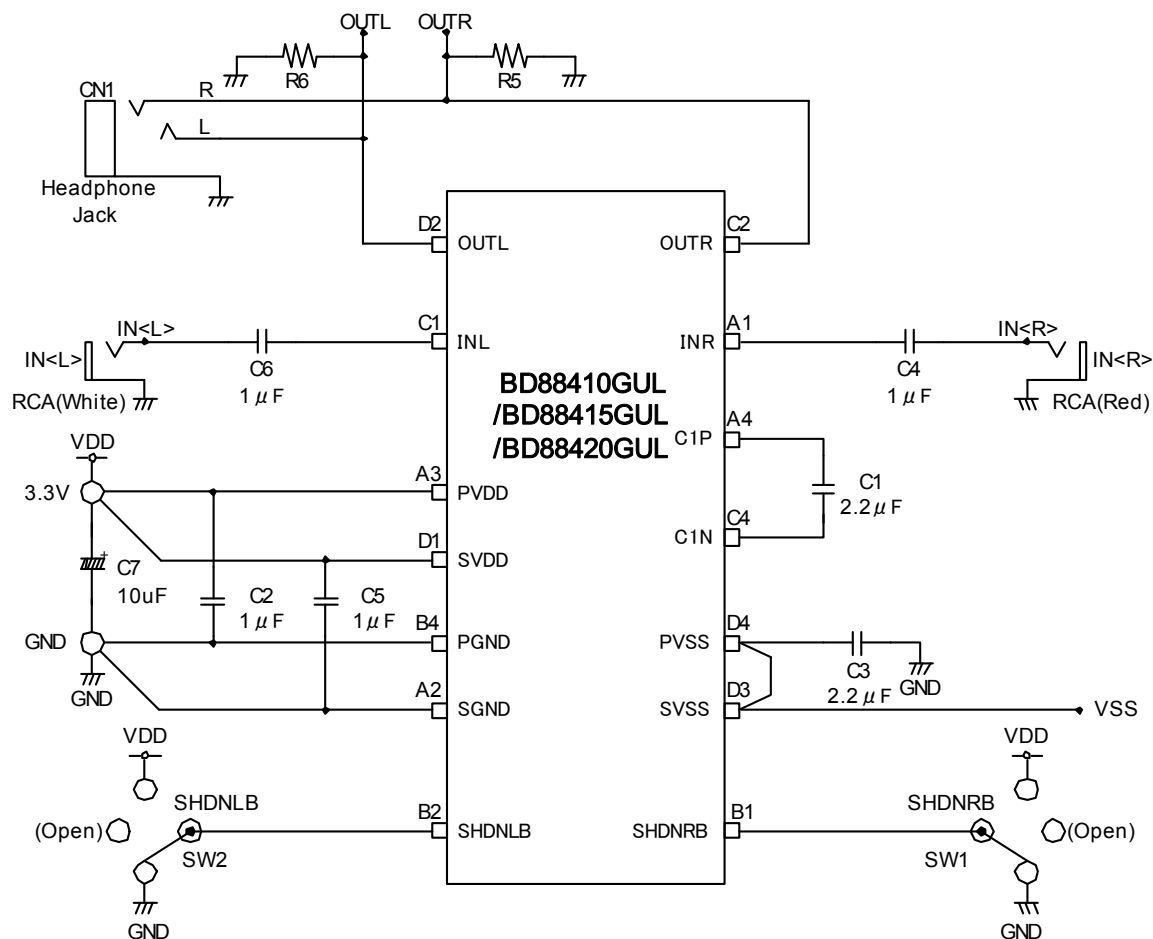 OUTL OUTR
R6 R5
CN1
R
L
Headphone
Jack
D2 OUTL OUTR C2
IN<L>
IN<L>
C6
1μF
RCA(White)
C1 INL INR A1
IN<R>
IN<R>
C4
1μF
RCA(Red)
BD88410GUL
/BD88415GUL
/BD88420GUL
VDD
3.3V
A3 PVDD C1P A4
C1
2.2μF
D1 SVDD C1N C4
+
C7
10uF
C2
1μF
C5
1μF
GND
GND
B4 PGND PVSS D4
C3
2.2μF
GND
A2 SGND SVSS D3
VSS
VDD
(Open)
SHDNLB
SW2
GND
B2 SHDNLB SHDNRB B1
VDD
SHDNRB
(Open)
SW1
GND